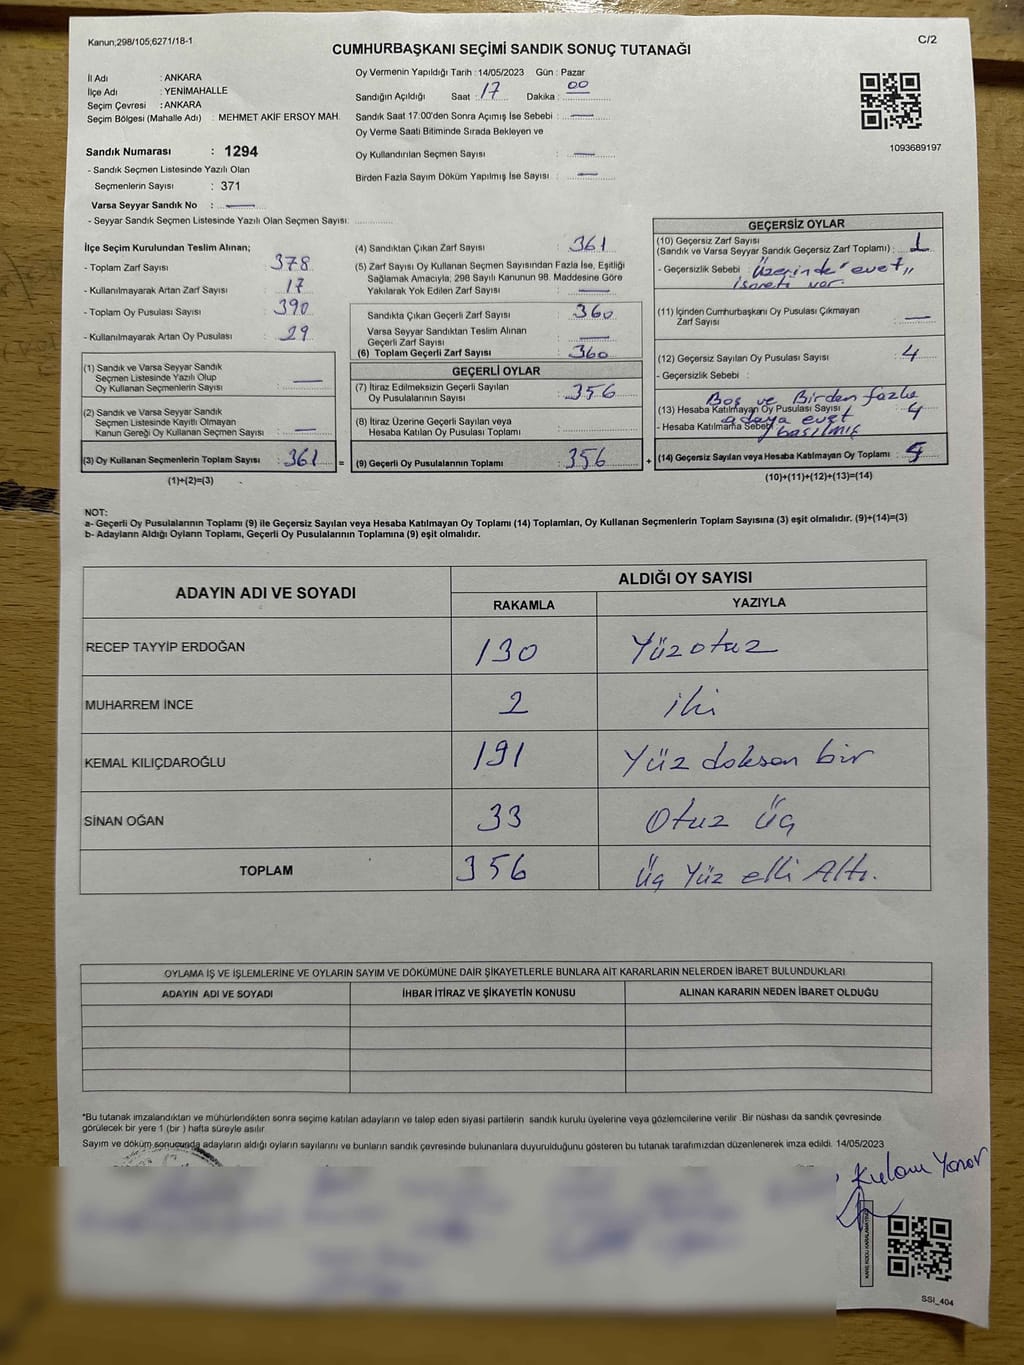 Kanun;298/105;6271/18-1
C/2
CUMHURBAŞKANI SEÇİMİ SANDIK SONUÇ TUTANAĞI
İl Adı : ANKARA
İlçe Adı : YENİMAHALLE
Seçim Çevresi : ANKARA
Seçim Bölgesi (Mahalle Adı) : MEHMET AKİF ERSOY MAH.
Sandık Numarası : 1294
- Sandık Seçmen Listesinde Yazılı Olan
Seçmenlerin Sayısı : 371
Varsa Seyyar Sandık No : —
- Seyyar Sandık Seçmen Listesinde Yazılı Olan Seçmen Sayısı: ..............
Oy Vermenin Yapıldığı Tarih : 14/05/2023 Gün : Pazar
Sandığın Açıldığı Saat : 17 Dakika : 00
Sandık Saat 17:00'den Sonra Açımış İse Sebebi : —
Oy Verme Saati Bitiminde Sırada Bekleyen ve
Oy Kullandırılan Seçmen Sayısı : —
Birden Fazla Sayım Döküm Yapılmış İse Sayısı : —
1093689197
İlçe Seçim Kurulundan Teslim Alınan;
- Toplam Zarf Sayısı : 378
- Kullanılmayarak Artan Zarf Sayısı : 17
- Toplam Oy Pusulası Sayısı : 390
- Kullanılmayarak Artan Oy Pusulası : 29
(1) Sandık ve Varsa Seyyar Sandık
Seçmen Listesinde Yazılı Olup
Oy Kullanan Seçmenlerin Sayısı : —
(2) Sandık ve Varsa Seyyar Sandık
Seçmen Listesinde Kayıtlı Olmayan
Kanun Gereği Oy Kullanan Seçmen Sayısı : —
(3) Oy Kullanan Seçmenlerin Toplam Sayısı : 361 =
(1)+(2)=(3)
(4) Sandıktan Çıkan Zarf Sayısı : 361
(5) Zarf Sayısı Oy Kullanan Seçmen Sayısından Fazla İse, Eşitliği
Sağlamak Amacıyla, 298 Sayılı Kanunun 98. Maddesine Göre
Yakılarak Yok Edilen Zarf Sayısı : —
Sandıkta Çıkan Geçerli Zarf Sayısı : 360
Varsa Seyyar Sandıktan Teslim Alınan
Geçerli Zarf Sayısı : —
(6) Toplam Geçerli Zarf Sayısı : 360
GEÇERLİ OYLAR
(7) İtiraz Edilmeksizin Geçerli Sayılan
Oy Pusulalarının Sayısı : 356
(8) İtiraz Üzerine Geçerli Sayılan veya
Hesaba Katılan Oy Pusulaları Toplamı :
(9) Geçerli Oy Pusulalarının Toplamı : 356 +
GEÇERSİZ OYLAR
(10) Geçersiz Zarf Sayısı
(Sandık ve Varsa Seyyar Sandık Geçersiz Zarf Toplamı) : 1
- Geçersizlik Sebebi : Üzerinde "evet"
işareti var.
(11) İçinden Cumhurbaşkanı Oy Pusulası Çıkmayan
Zarf Sayısı : —
(12) Geçersiz Sayılan Oy Pusulası Sayısı : 4
- Geçersizlik Sebebi :
Boş ve Birden fazla
(13) Hesaba Katılmayan Oy Pusulası Sayısı : 4
adaya evet
- Hesaba Katılmama Sebebi : basılmış
(14) Geçersiz Sayılan veya Hesaba Katılmayan Oy Toplamı : 5
(10)+(11)+(12)+(13)=(14)
NOT:
a- Geçerli Oy Pusulalarının Toplamı (9) ile Geçersiz Sayılan veya Hesaba Katılmayan Oy Toplamı (14) Toplamları, Oy Kullanan Seçmenlerin Toplam Sayısına (3) eşit olmalıdır. (9)+(14)=(3)
b- Adayların Aldığı Oyların Toplamı, Geçerli Oy Pusulalarının Toplamına (9) eşit olmalıdır.
ADAYIN ADI VE SOYADI
ALDIĞI OY SAYISI
RAKAMLA YAZIYLA
RECEP TAYYİP ERDOĞAN 130 Yüzotuz
MUHARREM İNCE 2 iki
KEMAL KILIÇDAROĞLU 191 Yüz doksan bir
SİNAN OĞAN 33 Otuz Üç
TOPLAM 356 Üç Yüz elli Altı.
OYLAMA İŞ VE İŞLEMLERİNE VE OYLARIN SAYIM VE DÖKÜMÜNE DAİR ŞİKAYETLERLE BUNLARA AİT KARARLARIN NELERDEN İBARET BULUNDUKLARI
ADAYIN ADI VE SOYADI İHBAR İTİRAZ VE ŞİKAYETİN KONUSU ALINAN KARARIN NEDEN İBARET OLDUĞU
*Bu tutanak imzalandıktan ve mühürlendikten sonra seçime katılan adayların ve talep eden siyasi partilerin sandık kurulu üyelerine veya gözlemcilerine verilir .Bir nüshası da sandık çevresinde
görülecek bir yere 1 (bir ) hafta süreyle asılır.
Sayım ve döküm sonucunda adayların aldığı oyların sayılarını ve bunların sandık çevresinde bulunanlara duyurulduğunu gösteren bu tutanak tarafımızdan düzenlenerek imza edildi. 14/05/2023
SSI_404